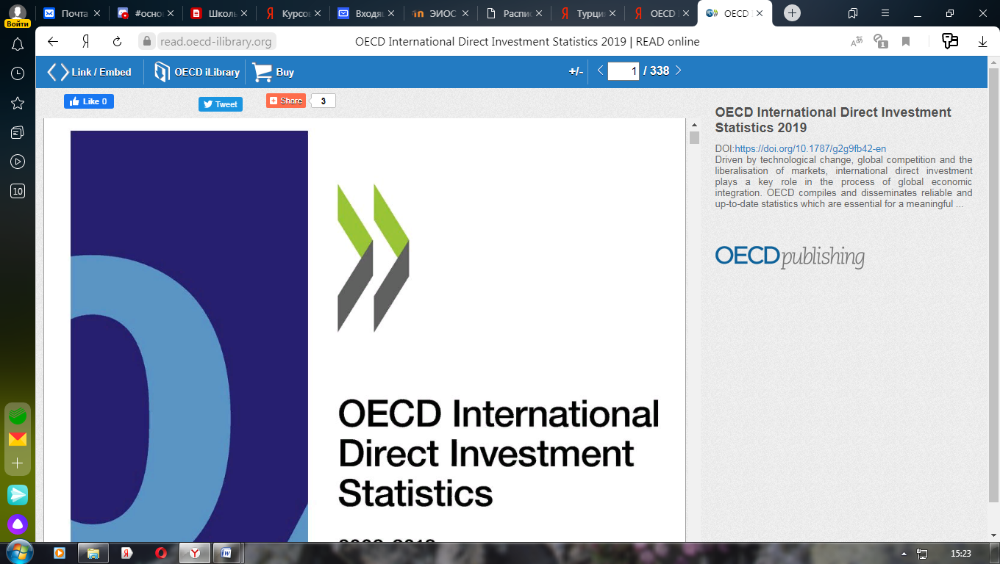 Войти
Почта
#осно
Школь
Курсо
Входя
ЭИОС
Распис
Турци
OECD
OECD
read.oecd-ilibrary.org
OECD International Direct Investment Statistics 2019 | READ online
1
Link / Embed
OECD iLibrary
Buy
+/-
1 / 338
Like 0
Tweet
Share
3
10
OECD International Direct Investment
Statistics 2019
DOI:https://doi.org/10.1787/g2g9fb42-en
Driven by technological change, global competition and the
liberalisation of markets, international direct investment
plays a key role in the process of global economic
integration. OECD compiles and disseminates reliable and
up-to-date statistics which are essential for a meaningful ...
OECD publishing
OECD International
Direct Investment
Statistics
15:23